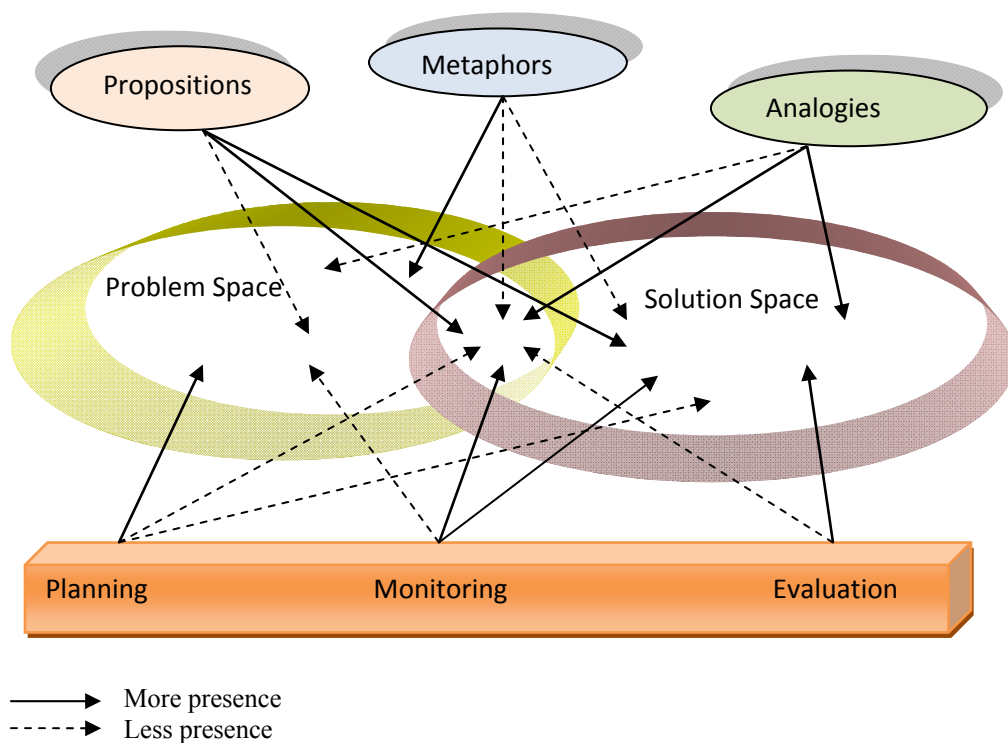 Propositions
Metaphors
Analogies
Problem Space
Solution Space
Planning
Monitoring
Evaluation
More presence
Less presence